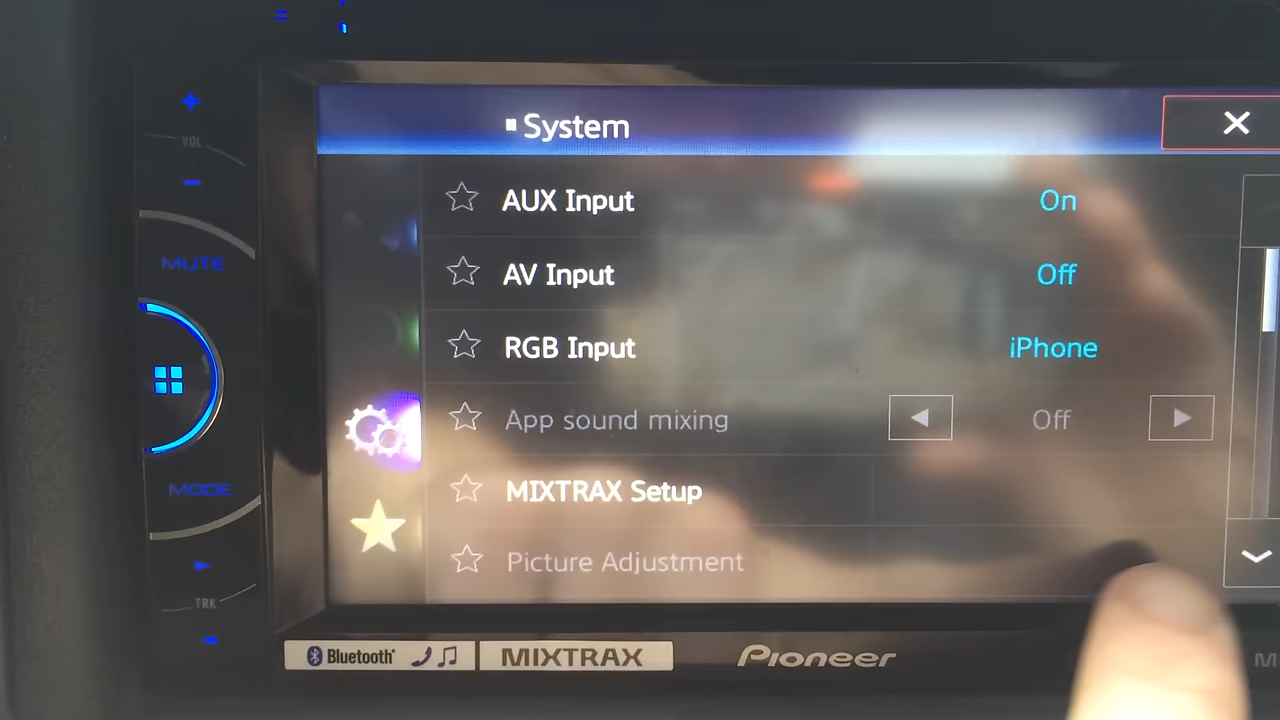 VOL
MUTE
MODE
TRK
System
AUX Input On
AV Input Off
RGB Input iPhone
App sound mixing Off
MIXTRAX Setup
Picture Adjustment
Bluetooth
MIXTRAX
Pioneer